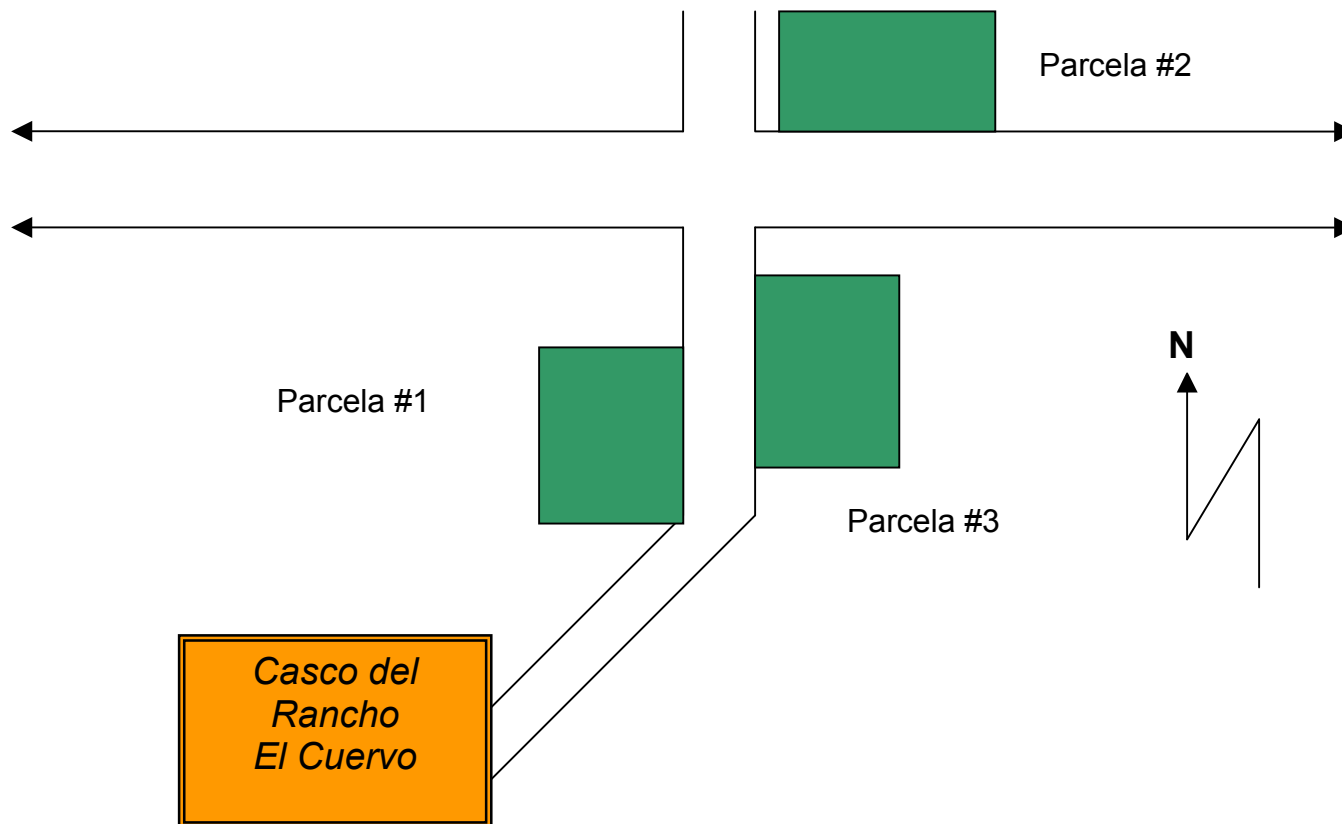 Parcela #2
N
Parcela #1
Parcela #3
Casco del
Rancho
El Cuervo